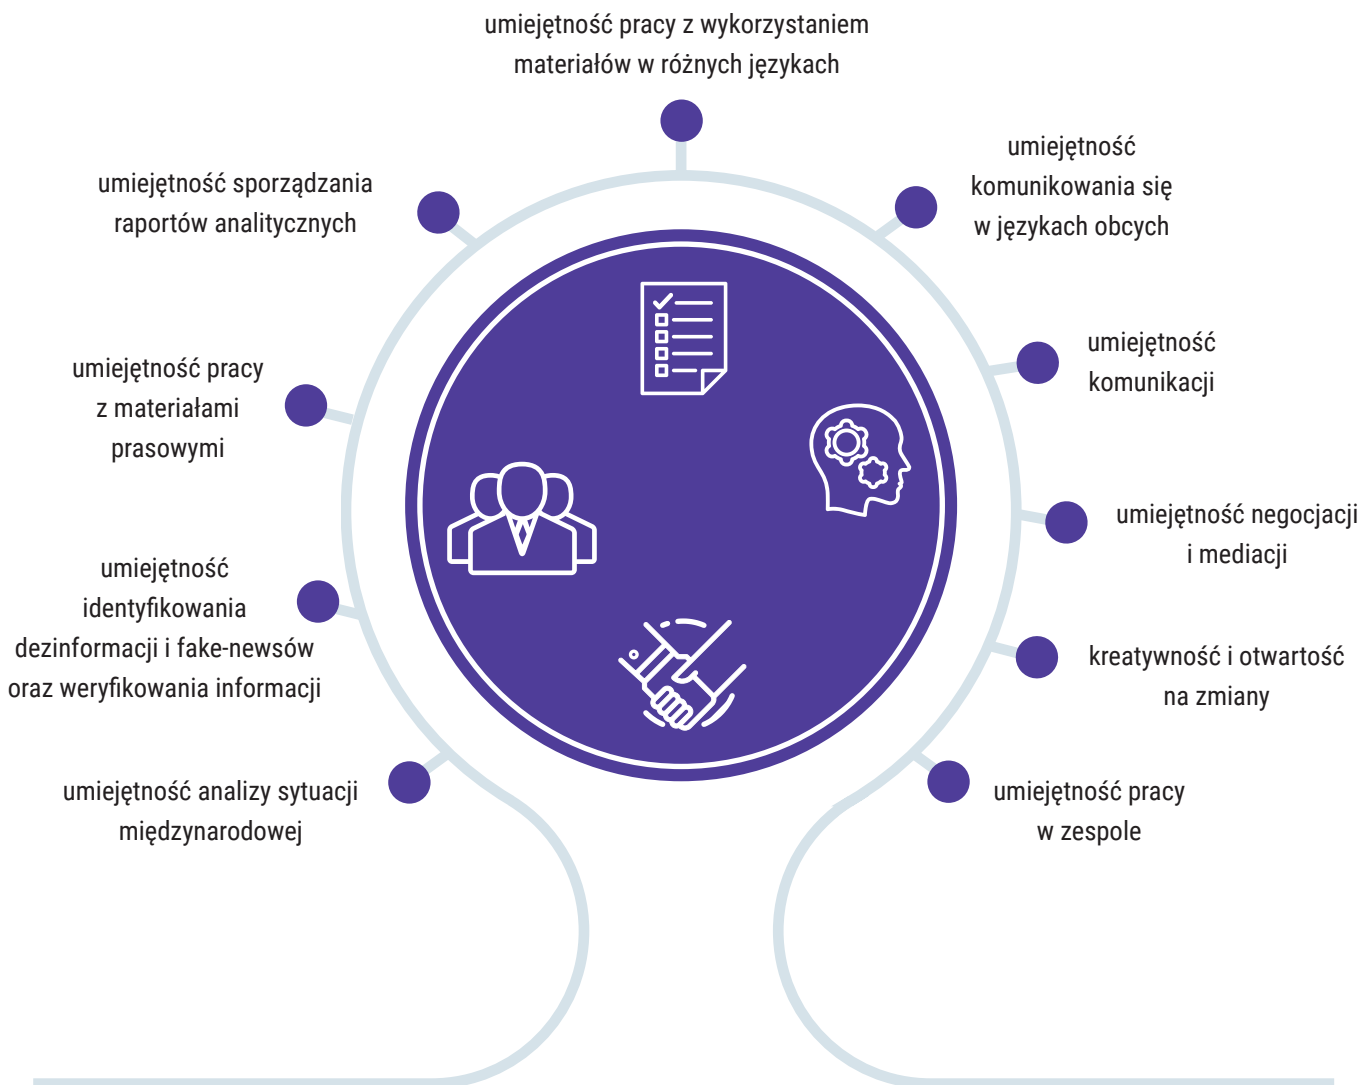 umiejętność pracy z wykorzystaniem
materiałów w różnych językach
umiejętność sporządzania
raportów analitycznych
umiejętność
komunikowania się
w językach obcych
umiejętność pracy
z materiałami
prasowymi
umiejętność
komunikacji
umiejętność
identyfikowania
dezinformacji i fake-newsów
oraz weryfikowania informacji
umiejętność negocjacji
i mediacji
kreatywność i otwartość
na zmiany
umiejętność analizy sytuacji
międzynarodowej
umiejętność pracy
w zespole